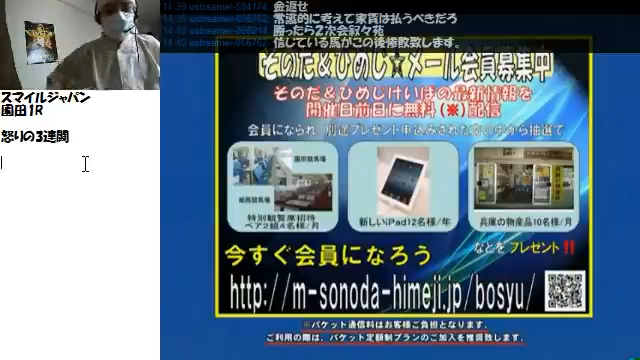 14:39 ustreamer-594174: 金返せ
常識的に考えて家賃は払うべきだろ
勝ったら2次会叙々苑
信じている馬がこの後惨敗致します。
スマイルジャパン
園田1R
怒りの3連闘
そのだ&ひめじ☆メール会員募集中
そのだ&ひめじけいばの最新情報を
開催日前日に無料(※)配信
会員になられ、別途プレゼント申込みされた方の中から抽選で
園田競馬場
姫路競馬場
特別観覧席招待
ペア2組4名様/月
新しいiPad12名様/年
兵庫の物産品10名様/月
今すぐ会員になろう
などをプレゼント!!
http://m-sonoda-himeji.jp/bosyu/
※パケット通信料はお客様ご負担となります。
ご利用の際は、パケット定額制プランのご加入を推奨致します。